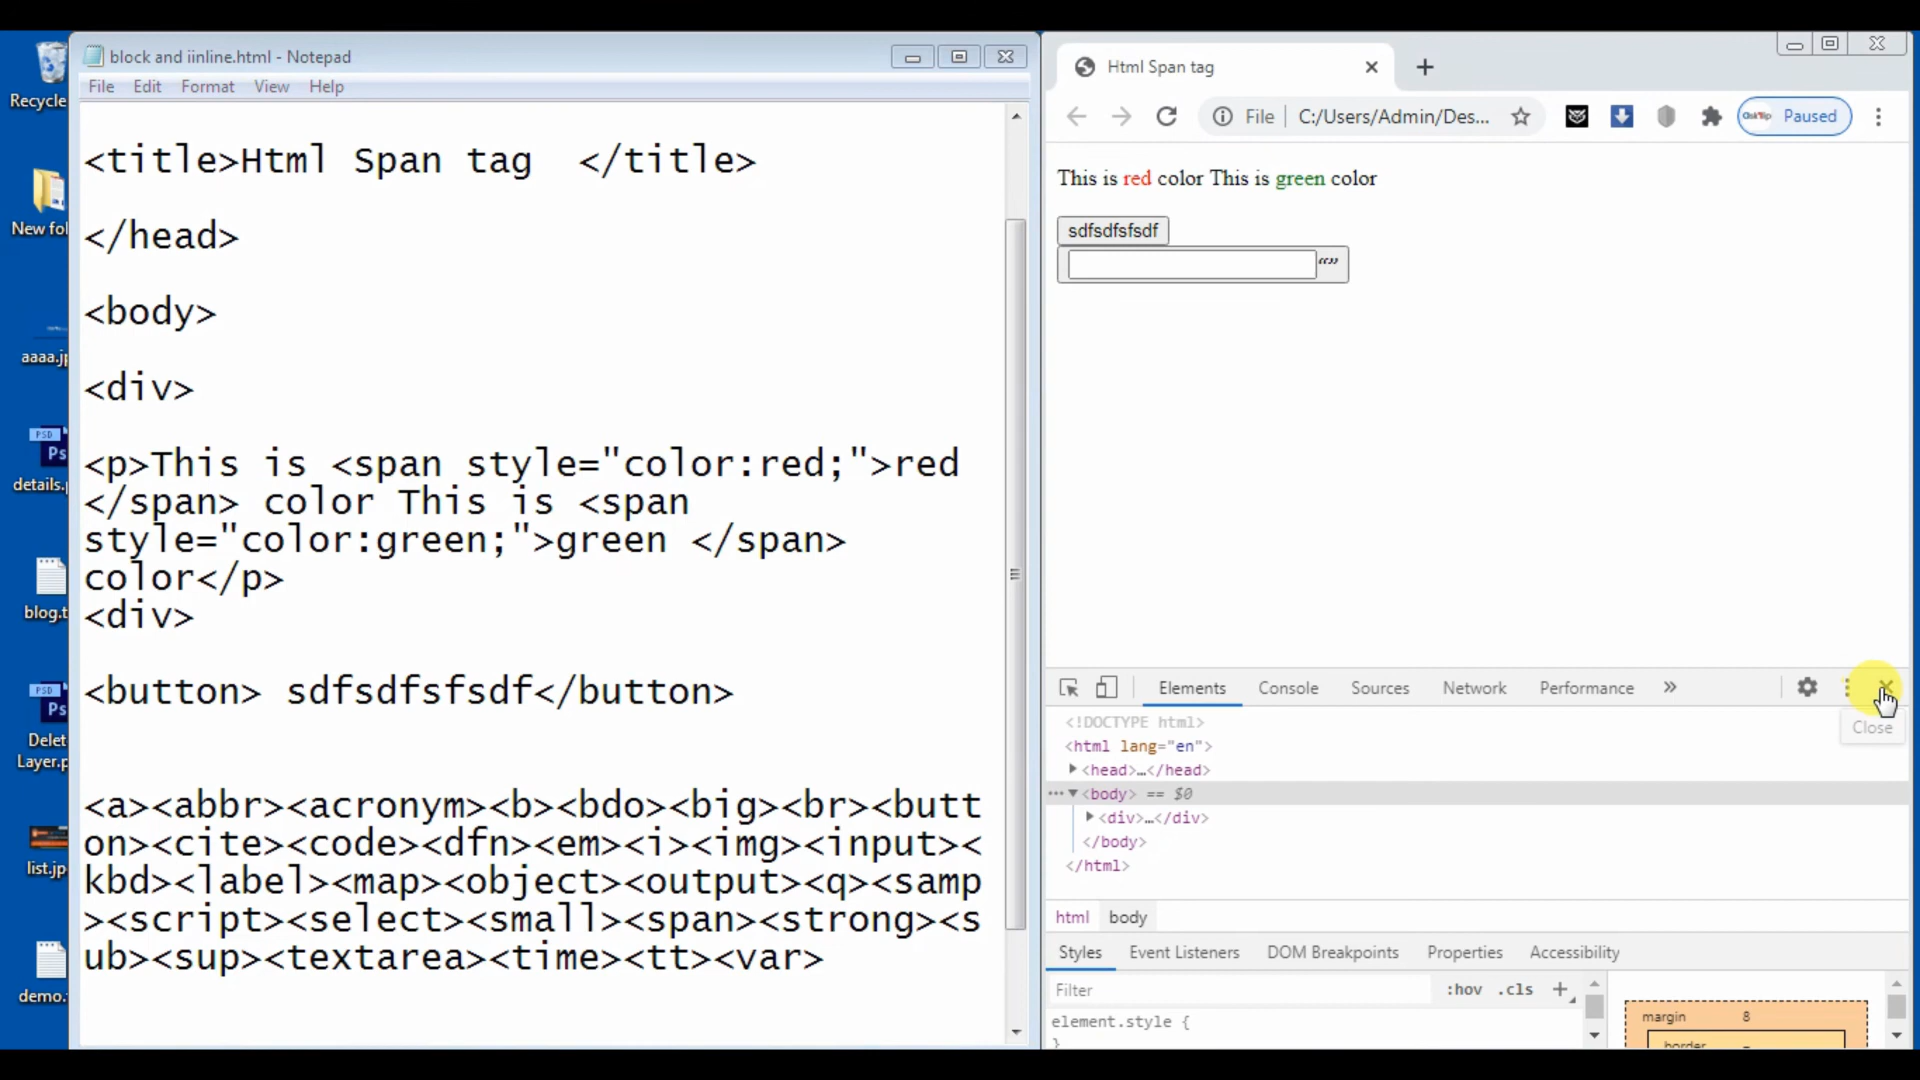 Recycle
New fol
aaaa.jp
details.p
blog.t
Delet
Layer.p
list.jp
demo.
block and iinline.html - Notepad
File Edit Format View Help
<title>Html Span tag  </title>
</head>
<body>
<div>
<p>This is <span style="color:red;">red
</span> color This is <span
style="color:green;">green </span>
color</p>
<div>
<button> sdfsdfsfsdf</button>
<a><abbr><acronym><b><bdo><big><br><butt
on><cite><code><dfn><em><i><img><input><
kbd><label><map><object><output><q><samp
><script><select><small><span><strong><s
ub><sup><textarea><time><tt><var>
Html Span tag
File C:/Users/Admin/Des... Paused
This is red color This is green color
sdfsdfsfsdf
“”
Elements Console Sources Network Performance »
Close
<!DOCTYPE html>
<html lang="en">
<head>…</head>
<body> == $0
<div>…</div>
</body>
</html>
html body
Styles Event Listeners DOM Breakpoints Properties Accessibility
Filter :hov .cls +
element.style {
}
margin 8
border –